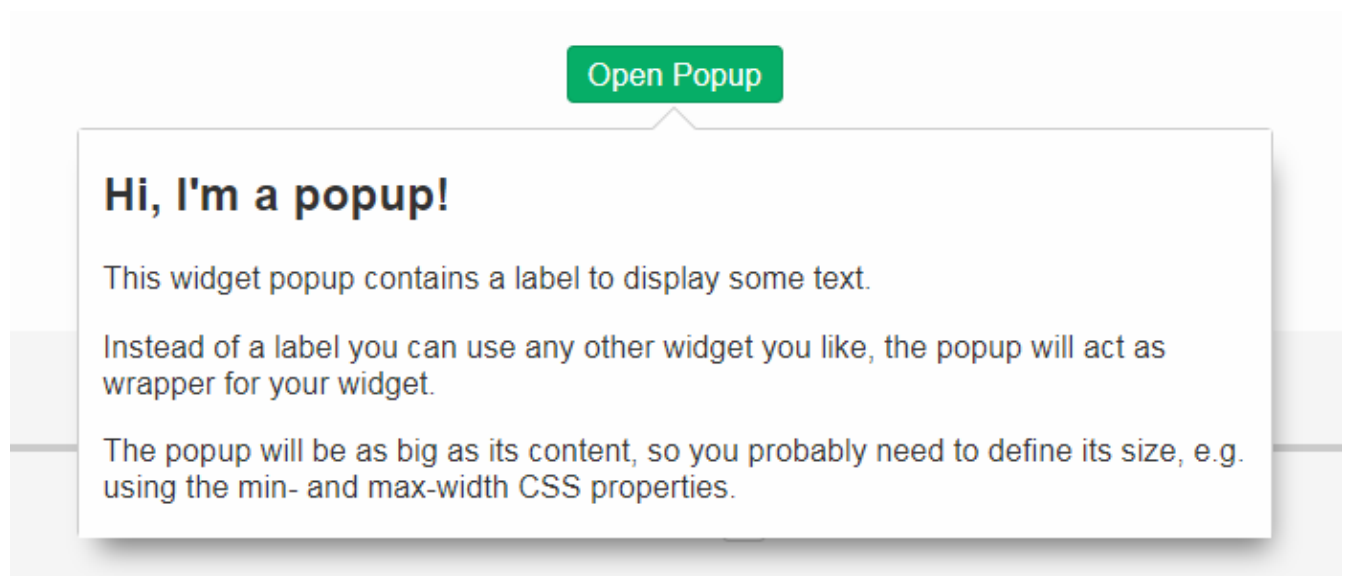 Open Popup
Hi, I'm a popup!
This widget popup contains a label to display some text.
Instead of a label you can use any other widget you like, the popup will act as
wrapper for your widget.
The popup will be as big as its content, so you probably need to define its size, e.g.
using the min- and max-width CSS properties.